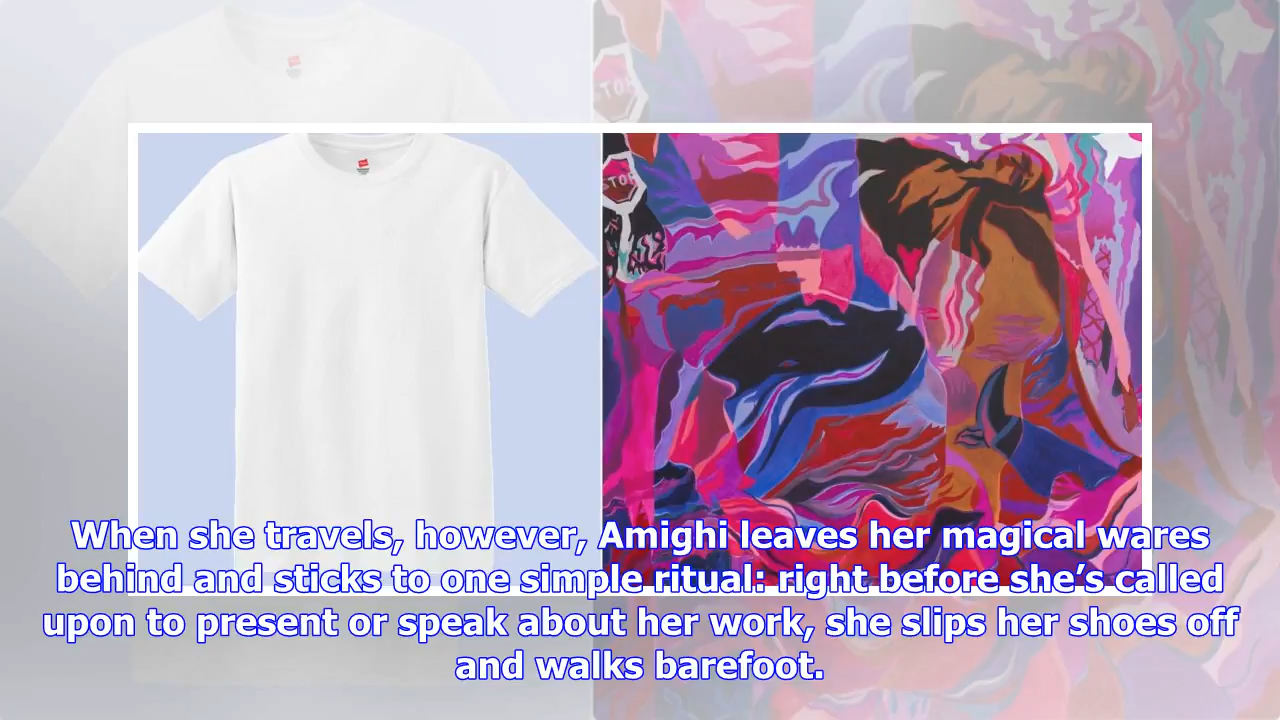 STOP
When she travels, however, Amighi leaves her magical wares
behind and sticks to one simple ritual: right before she’s called
upon to present or speak about her work, she slips her shoes off
and walks barefoot.